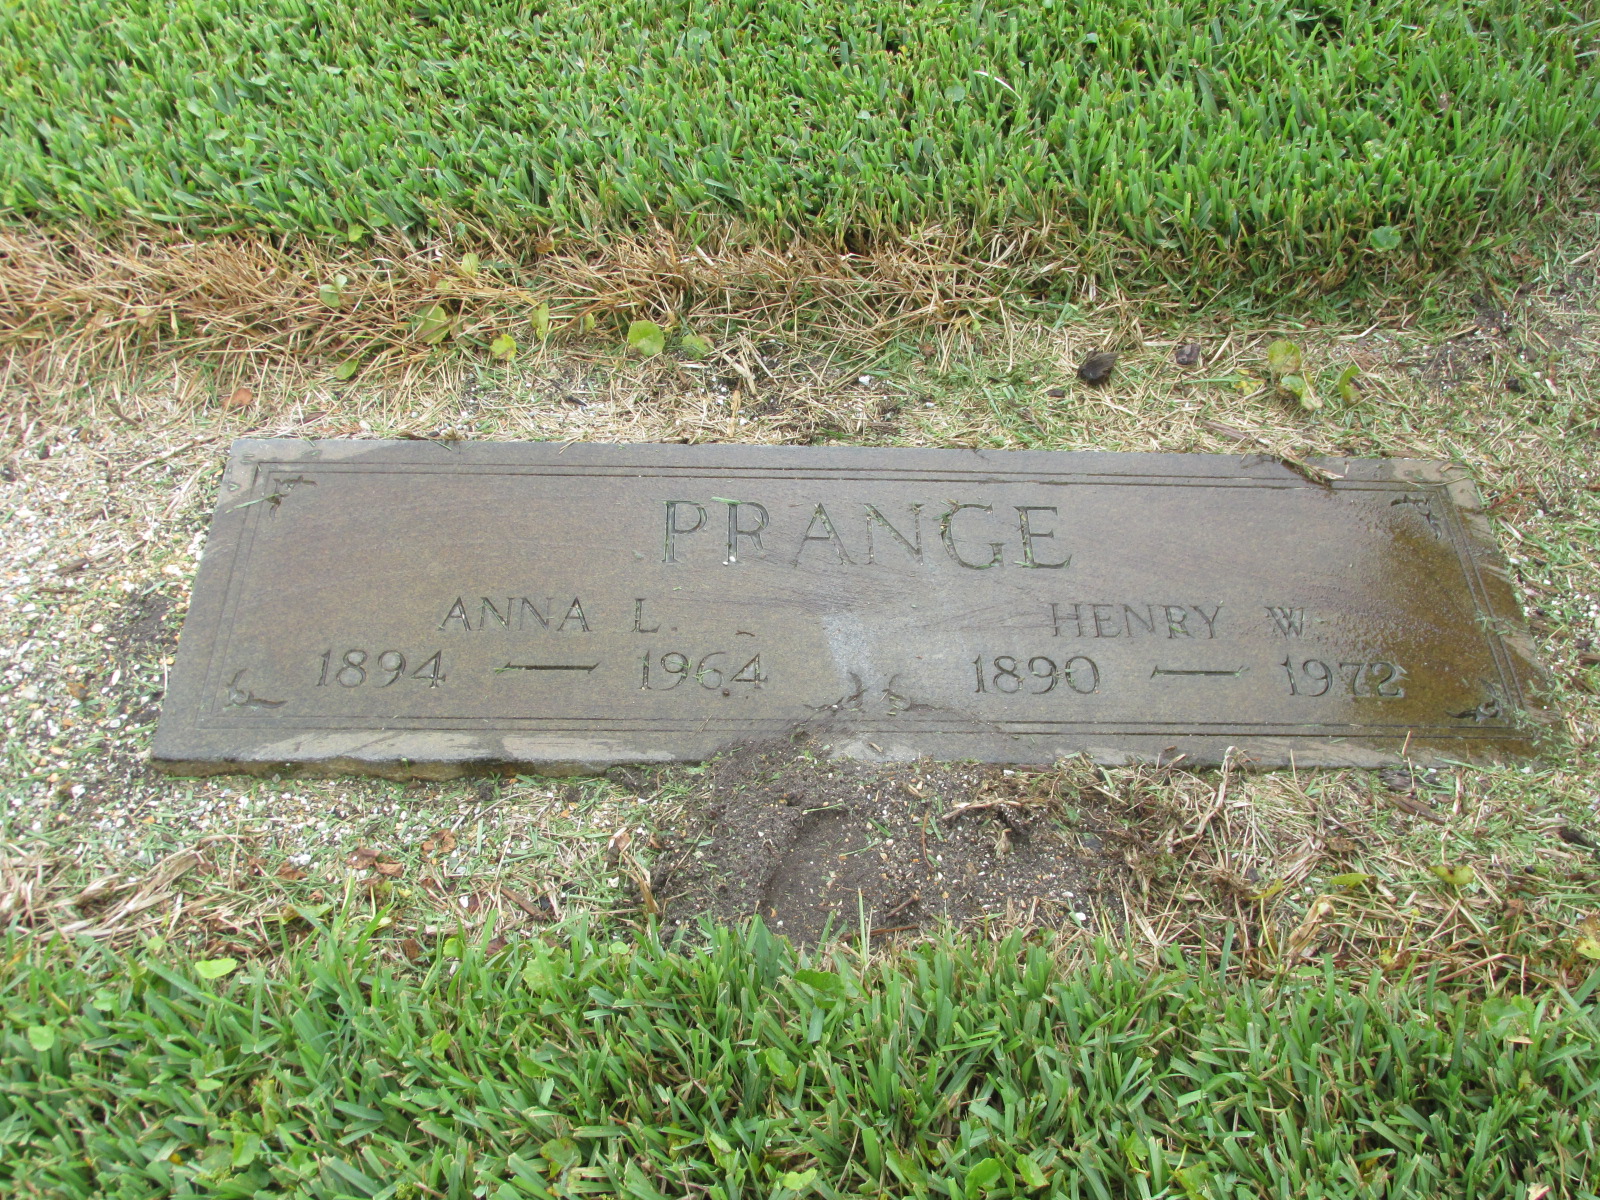 PRANGE
ANNA L. HENRY W.
1894 — 1964 1890 — 1972